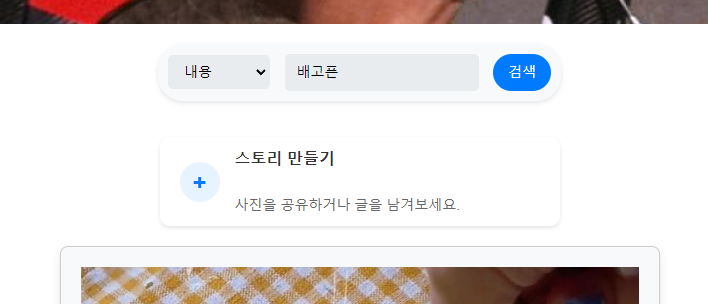 내용
배고픈
검색
+
스토리 만들기
사진을 공유하거나 글을 남겨보세요.